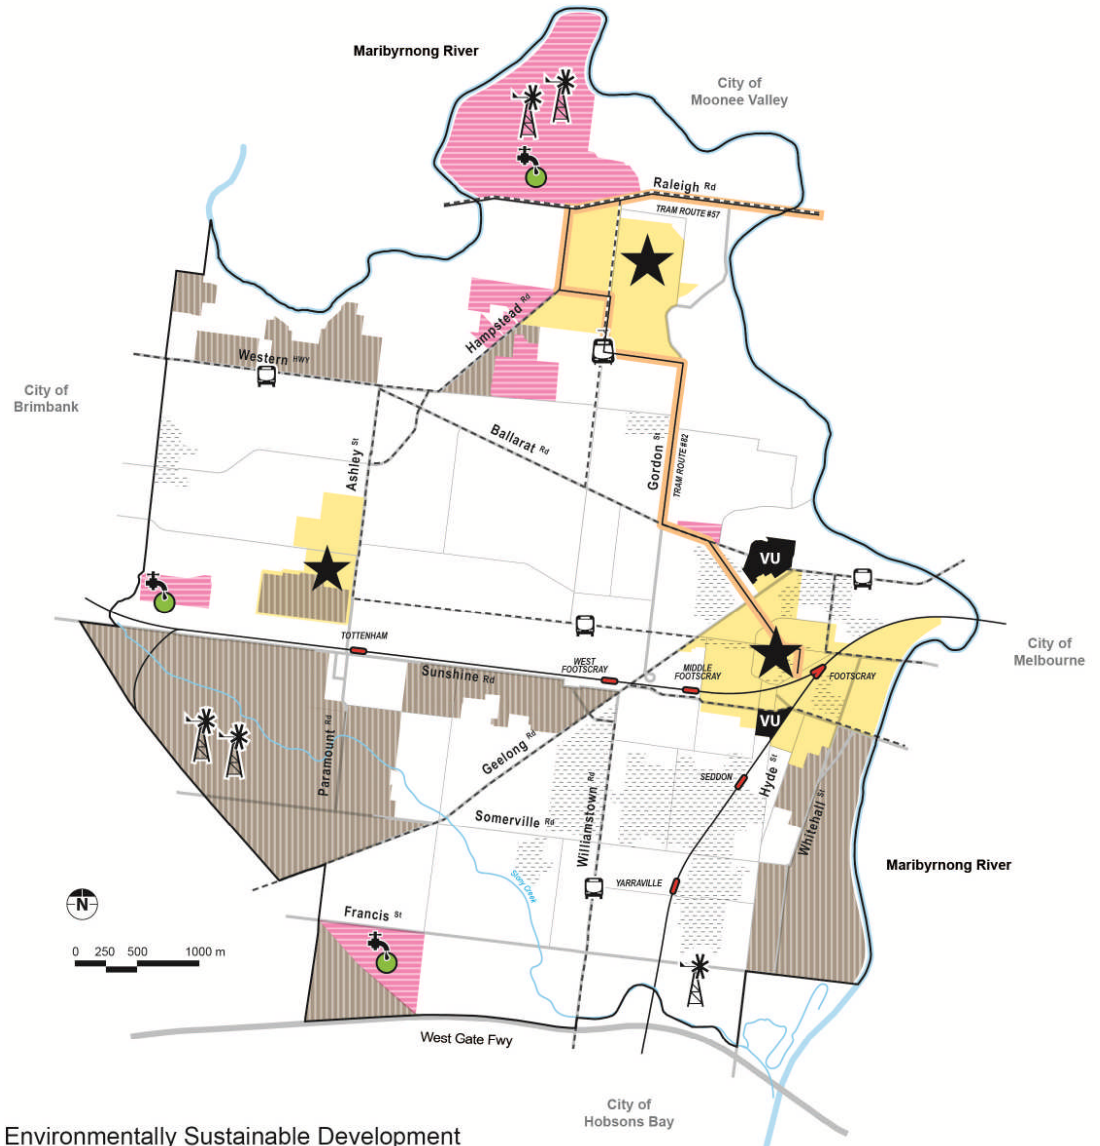 Maribyrnong River
City of
Moonee Valley
Raleigh Rd
TRAM ROUTE #57
Hampstead Rd
Western HWY
City of
Brimbank
Ashley St
Ballarat Rd
Gordon St
TRAM ROUTE #82
VU
TOTTENHAM
WEST
FOOTSCRAY
MIDDLE
FOOTSCRAY
FOOTSCRAY
City of
Melbourne
Sunshine Rd
VU
Paramount Rd
Geelong Rd
SEDDON
Hyde St
Whitehall St
Williamstown Rd
Somerville Rd
Maribyrnong River
YARRAVILLE
Stony Creek
N
Francis St
0 250 500 1000 m
West Gate Fwy
City of
Hobsons Bay
Environmentally Sustainable Development